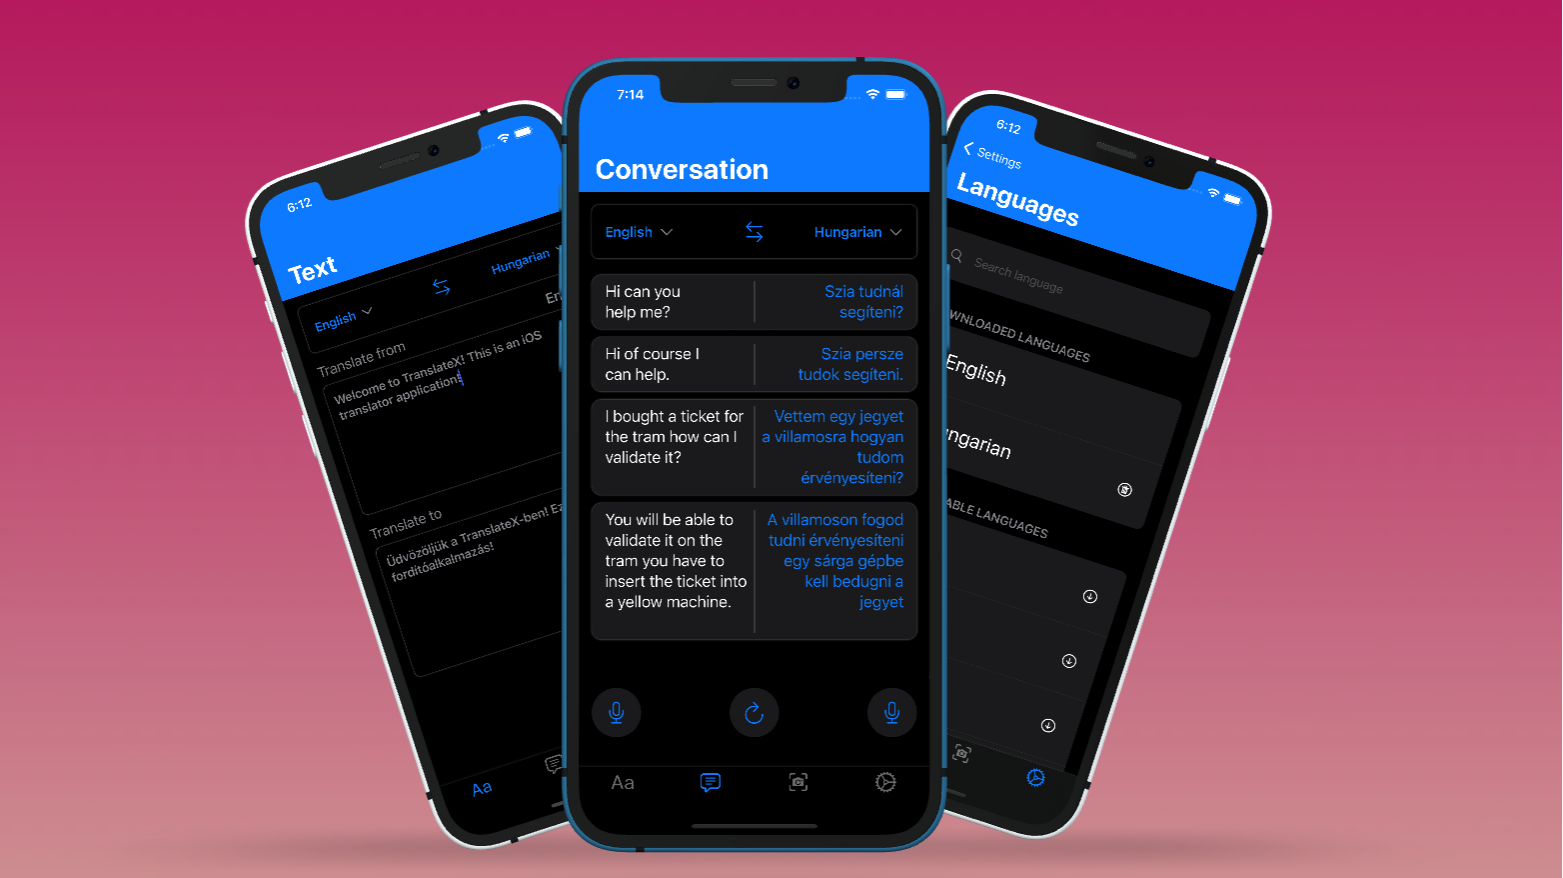 6:12
Text
English
Hungarian
Translate from
Welcome to TranslateX! This is an iOS
translator application!
Translate to
Üdvözöljük a TranslateX-ben! Ez
fordítóalkalmazás!
Aa
7:14
Conversation
English
Hungarian
Hi can you
help me?
Szia tudnál
segíteni?
Hi of course I
can help.
Szia persze
tudok segíteni.
I bought a ticket for
the tram how can I
validate it?
Vettem egy jegyet
a villamosra hogyan
tudom
érvényesíteni?
You will be able to
validate it on the
tram you have to
insert the ticket into
a yellow machine.
A villamoson fogod
tudni érvényesíteni
egy sárga gépbe
kell bedugni a
jegyet
Aa
6:12
Settings
Languages
Search language
WNLOADED LANGUAGES
English
ngarian
ABLE LANGUAGES